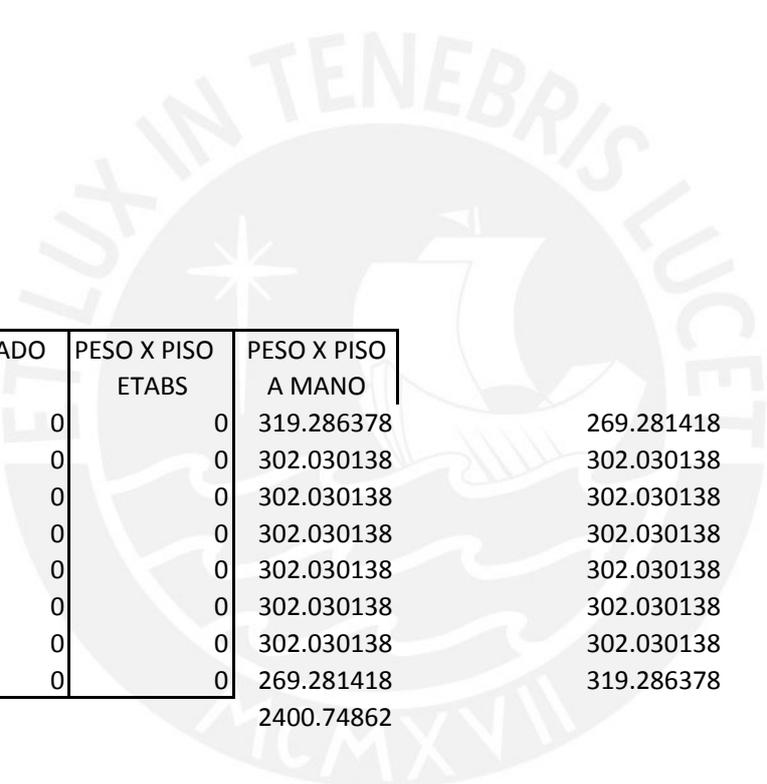 ET LUX IN TENEBRIS LUCET
ADO PESO X PISO PESO X PISO
ETABS A MANO
0 0 319.286378 269.281418
0 0 302.030138 302.030138
0 0 302.030138 302.030138
0 0 302.030138 302.030138
0 0 302.030138 302.030138
0 0 302.030138 302.030138
0 0 302.030138 302.030138
0 0 269.281418 319.286378
2400.74862
MCMXVII